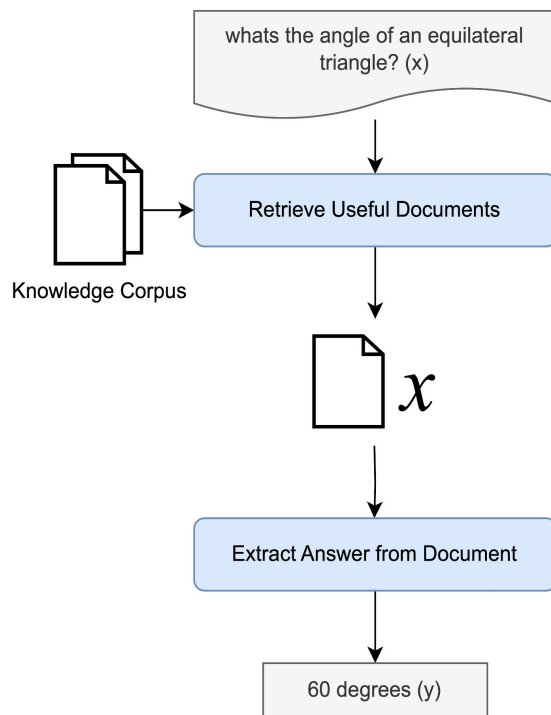 whats the angle of an equilateral
triangle? (x)
Retrieve Useful Documents
Knowledge Corpus
x
Extract Answer from Document
60 degrees (y)